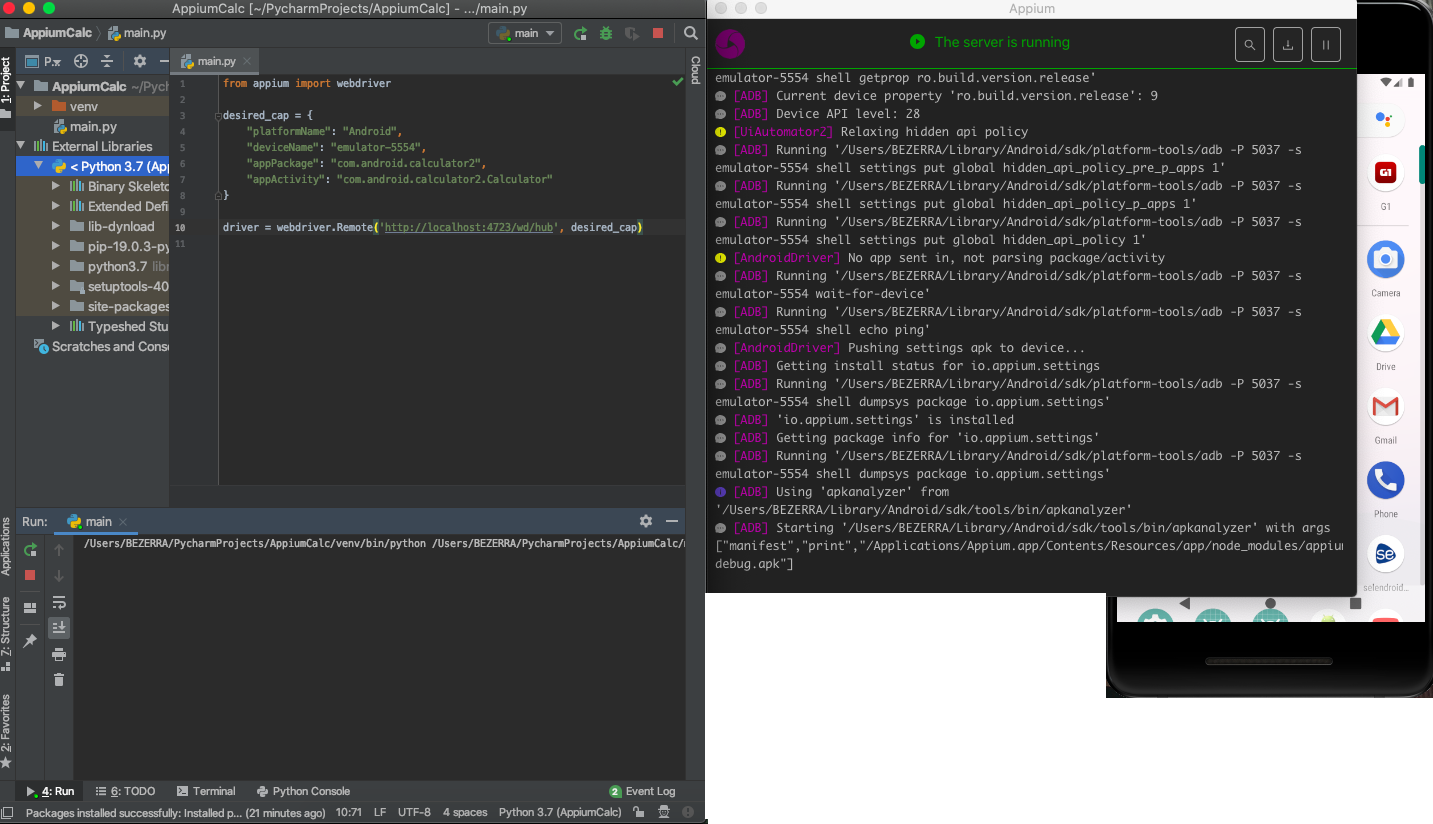 AppiumCalc [~/PycharmProjects/AppiumCalc] - .../main.py
AppiumCalc
main.py
main
1: Project
P
main.py
Cloud
AppiumCalc ~/Pych
venv
main.py
External Libraries
< Python 3.7 (App
Binary Skeleto
Extended Defi
lib-dynload
pip-19.0.3-py
python3.7 libr
setuptools-40
site-packages
Typeshed Stu
Scratches and Conso
1 from appium import webdriver
2
3 desired_cap = {
4 "platformName": "Android",
5 "deviceName": "emulator-5554",
6 "appPackage": "com.android.calculator2",
7 "appActivity": "com.android.calculator2.Calculator"
8 }
9
10 driver = webdriver.Remote('http://localhost:4723/wd/hub', desired_cap)
11
Run: main
/Users/BEZERRA/PycharmProjects/AppiumCalc/venv/bin/python /Users/BEZERRA/PycharmProjects/AppiumCalc/
Applications
Z: Structure
2: Favorites
4: Run
6: TODO
Terminal
Python Console
2 Event Log
Packages installed successfully: Installed p... (21 minutes ago)
10:71
LF
UTF-8
4 spaces
Python 3.7 (AppiumCalc)
Appium
The server is running
emulator-5554 shell getprop ro.build.version.release'
[ADB] Current device property 'ro.build.version.release': 9
[ADB] Device API level: 28
[UiAutomator2] Relaxing hidden api policy
[ADB] Running '/Users/BEZERRA/Library/Android/sdk/platform-tools/adb -P 5037 -s
emulator-5554 shell settings put global hidden_api_policy_pre_p_apps 1'
[ADB] Running '/Users/BEZERRA/Library/Android/sdk/platform-tools/adb -P 5037 -s
emulator-5554 shell settings put global hidden_api_policy_p_apps 1'
[ADB] Running '/Users/BEZERRA/Library/Android/sdk/platform-tools/adb -P 5037 -s
emulator-5554 shell settings put global hidden_api_policy 1'
[AndroidDriver] No app sent in, not parsing package/activity
[ADB] Running '/Users/BEZERRA/Library/Android/sdk/platform-tools/adb -P 5037 -s
emulator-5554 wait-for-device'
[ADB] Running '/Users/BEZERRA/Library/Android/sdk/platform-tools/adb -P 5037 -s
emulator-5554 shell echo ping'
[AndroidDriver] Pushing settings apk to device...
[ADB] Getting install status for io.appium.settings
[ADB] Running '/Users/BEZERRA/Library/Android/sdk/platform-tools/adb -P 5037 -s
emulator-5554 shell dumpsys package io.appium.settings'
[ADB] 'io.appium.settings' is installed
[ADB] Getting package info for 'io.appium.settings'
[ADB] Running '/Users/BEZERRA/Library/Android/sdk/platform-tools/adb -P 5037 -s
emulator-5554 shell dumpsys package io.appium.settings'
[ADB] Using 'apkanalyzer' from
'/Users/BEZERRA/Library/Android/sdk/tools/bin/apkanalyzer'
[ADB] Starting '/Users/BEZERRA/Library/Android/sdk/tools/bin/apkanalyzer' with args
["manifest","print","/Applications/Appium.app/Contents/Resources/app/node_modules/appium
debug.apk"]
G1
G1
Camera
Drive
Gmail
Phone
se
selendroid...